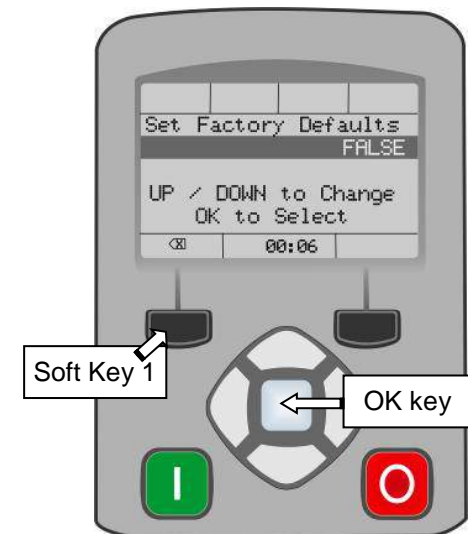 Set Factory Defaults
FALSE
UP / DOWN to Change
OK to Select
00:06
Soft Key 1
OK key
I
O